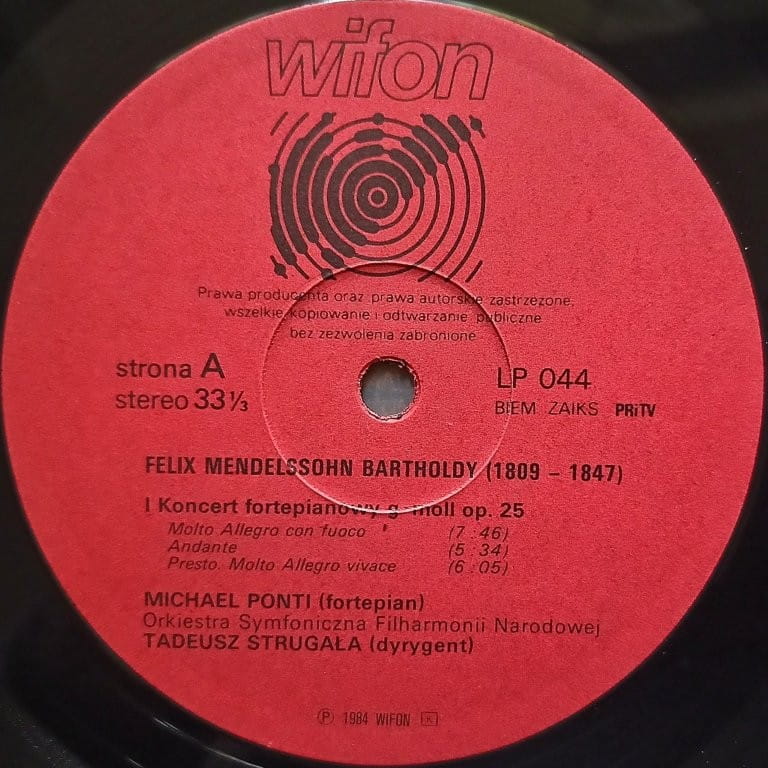 wifon
Prawa producenta oraz prawa autorskie zastrzeżone,
wszelkie kopiowanie i odtwarzanie publiczne
bez zezwolenia zabronione
strona A
stereo 33⅓
LP 044
BIEM ZAIKS PRiTV
FELIX MENDELSSOHN BARTHOLDY (1809 – 1847)
I Koncert fortepianowy g-moll op. 25
Molto Allegro con fuoco (7:46)
Andante (5:34)
Presto. Molto Allegro vivace (6:05)
MICHAEL PONTI (fortepian)
Orkiestra Symfoniczna Filharmonii Narodowej
TADEUSZ STRUGAŁA (dyrygent)
Ⓟ 1984 WIFON K